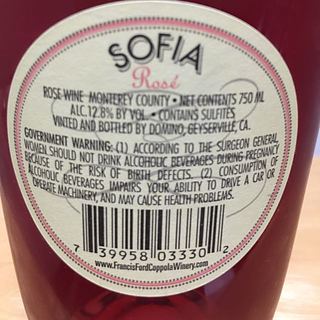 SOFIA
Rosé
ROSE WINE MONTEREY COUNTY • NET CONTENTS 750 ML
ALC.12.8% BY VOL. • CONTAINS SULFITES
VINTED AND BOTTLED BY DOMINO, GEYSERVILLE, CA.
GOVERNMENT WARNING: (1) ACCORDING TO THE SURGEON GENERAL,
WOMEN SHOULD NOT DRINK ALCOHOLIC BEVERAGES DURING PREGNANCY
BECAUSE OF THE RISK OF BIRTH DEFECTS. (2) CONSUMPTION OF
ALCOHOLIC BEVERAGES IMPAIRS YOUR ABILITY TO DRIVE A CAR OR
OPERATE MACHINERY, AND MAY CAUSE HEALTH PROBLEMS.
7 39958 03330 2
www.FrancisFordCoppolaWinery.com